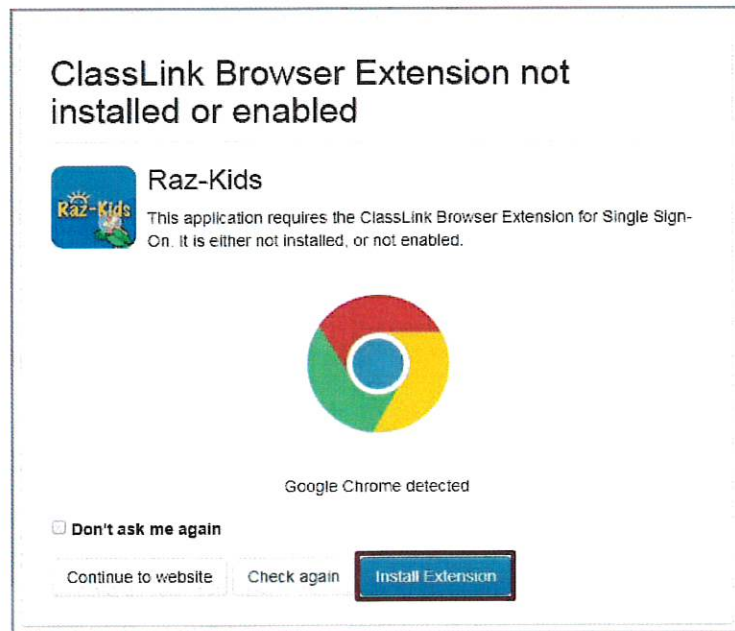 ClassLink Browser Extension not
installed or enabled
Raz-Kids
Raz-Kids
This application requires the ClassLink Browser Extension for Single Sign-
On. It is either not installed, or not enabled.
Google Chrome detected
Don't ask me again
Continue to website Check again Install Extension